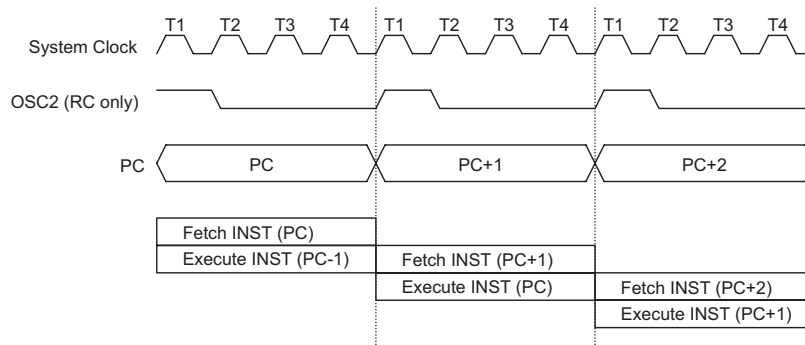 T1 T2 T3 T4 T1 T2 T3 T4 T1 T2 T3 T4
System Clock
OSC2 (RC only)
PC PC PC+1 PC+2
Fetch INST (PC)
Execute INST (PC-1) Fetch INST (PC+1)
Execute INST (PC) Fetch INST (PC+2)
Execute INST (PC+1)